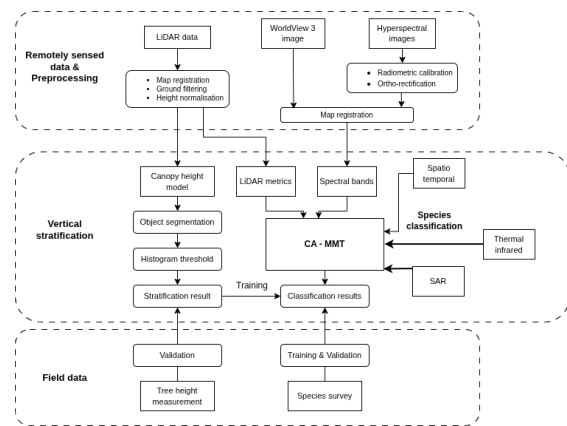 Remotely sensed
data &
Preprocessing
LiDAR data
WorldView 3
image
Hyperspectral
images
• Map registration
• Ground filtering
• Height normalisation
• Radiometric calibration
• Ortho-rectification
Map registration
Vertical
stratification
Canopy height
model
LiDAR metrics
Spectral bands
Spatio
temporal
Object segmentation
Species
classification
CA - MMT
Thermal
infrared
Histogram threshold
SAR
Stratification result
Training
Classification results
Field data
Validation
Training & Validation
Tree height
measurement
Species survey